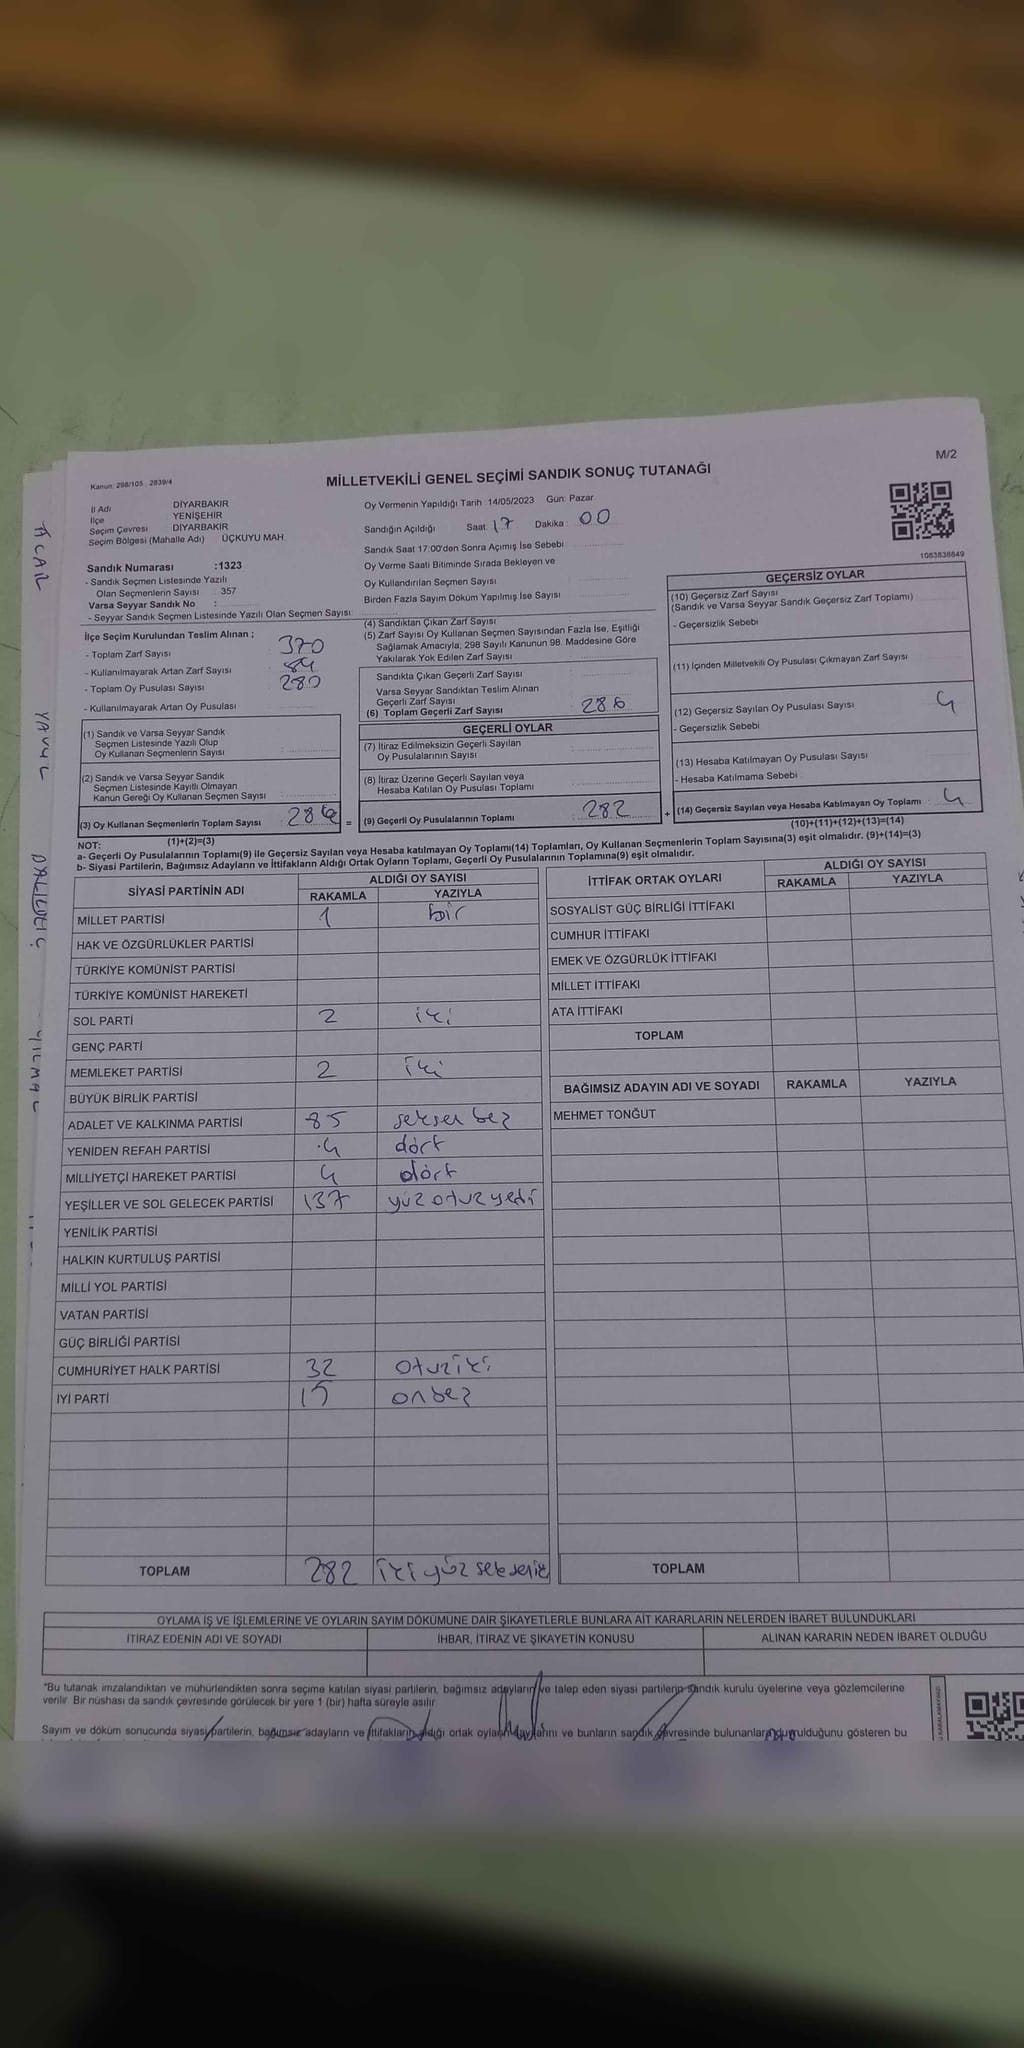 M/2
Kanun: 298/105 , 2839/4
MİLLETVEKİLİ GENEL SEÇİMİ SANDIK SONUÇ TUTANAĞI
İl Adı DİYARBAKIR
İlçe YENİŞEHİR
Seçim Çevresi DİYARBAKIR
Seçim Bölgesi (Mahalle Adı) ÜÇKUYU MAH.
Oy Vermenin Yapıldığı Tarih : 14/05/2023 Gün: Pazar
Sandığın Açıldığı Saat: 17 Dakika : 00
Sandık Saat 17:00'den Sonra Açımış İse Sebebi
Oy Verme Saati Bitiminde Sırada Bekleyen ve
Oy Kullandırılan Seçmen Sayısı
Birden Fazla Sayım Döküm Yapılmış İse Sayısı
1083838649
Sandık Numarası :1323
- Sandık Seçmen Listesinde Yazılı
Olan Seçmenlerin Sayısı : 357
Varsa Seyyar Sandık No :
- Seyyar Sandık Seçmen Listesinde Yazılı Olan Seçmen Sayısı:
İlçe Seçim Kurulundan Teslim Alınan ;
- Toplam Zarf Sayısı 370
- Kullanılmayarak Artan Zarf Sayısı 84
- Toplam Oy Pusulası Sayısı 280
- Kullanılmayarak Artan Oy Pusulası
(1) Sandık ve Varsa Seyyar Sandık
Seçmen Listesinde Yazılı Olup
Oy Kullanan Seçmenlerin Sayısı
(2) Sandık ve Varsa Seyyar Sandık
Seçmen Listesinde Kayıtlı Olmayan
Kanun Gereği Oy Kullanan Seçmen Sayısı
(3) Oy Kullanan Seçmenlerin Toplam Sayısı 286 =
(1)+(2)=(3)
(4) Sandıktan Çıkan Zarf Sayısı
(5) Zarf Sayısı Oy Kullanan Seçmen Sayısından Fazla İse, Eşitliği
Sağlamak Amacıyla, 298 Sayılı Kanunun 98. Maddesine Göre
Yakılarak Yok Edilen Zarf Sayısı
Sandıkta Çıkan Geçerli Zarf Sayısı
Varsa Seyyar Sandıktan Teslim Alınan
Geçerli Zarf Sayısı
(6) Toplam Geçerli Zarf Sayısı 286
GEÇERLİ OYLAR
(7) İtiraz Edilmeksizin Geçerli Sayılan
Oy Pusulalarının Sayısı
(8) İtiraz Üzerine Geçerli Sayılan veya
Hesaba Katılan Oy Pusulası Toplamı
(9) Geçerli Oy Pusulalarının Toplamı 282 +
GEÇERSİZ OYLAR
(10) Geçersiz Zarf Sayısı
(Sandık ve Varsa Seyyar Sandık Geçersiz Zarf Toplamı)
- Geçersizlik Sebebi
(11) İçinden Milletvekili Oy Pusulası Çıkmayan Zarf Sayısı
(12) Geçersiz Sayılan Oy Pusulası Sayısı 4
- Geçersizlik Sebebi
(13) Hesaba Katılmayan Oy Pusulası Sayısı
- Hesaba Katılmama Sebebi
(14) Geçersiz Sayılan veya Hesaba Katılmayan Oy Toplamı 4
(10)+(11)+(12)+(13)=(14)
NOT:
a- Geçerli Oy Pusulalarının Toplamı(9) ile Geçersiz Sayılan veya Hesaba katılmayan Oy Toplamı(14) Toplamları, Oy Kullanan Seçmenlerin Toplam Sayısına(3) eşit olmalıdır. (9)+(14)=(3)
b- Siyasi Partilerin, Bağımsız Adayların ve İttifakların Aldığı Ortak Oyların Toplamı, Geçerli Oy Pusulalarının Toplamına(9) eşit olmalıdır.
SİYASİ PARTİNİN ADI ALDIĞI OY SAYISI
RAKAMLA YAZIYLA
MİLLET PARTİSİ 1 bir
HAK VE ÖZGÜRLÜKLER PARTİSİ
TÜRKİYE KOMÜNİST PARTİSİ
TÜRKİYE KOMÜNİST HAREKETİ
SOL PARTİ 2 iki
GENÇ PARTİ
MEMLEKET PARTİSİ 2 iki
BÜYÜK BİRLİK PARTİSİ
ADALET VE KALKINMA PARTİSİ 85 seksen beş
YENİDEN REFAH PARTİSİ 4 dört
MİLLİYETÇİ HAREKET PARTİSİ 4 dört
YEŞİLLER VE SOL GELECEK PARTİSİ 137 yüz otuz yedi
YENİLİK PARTİSİ
HALKIN KURTULUŞ PARTİSİ
MİLLİ YOL PARTİSİ
VATAN PARTİSİ
GÜÇ BİRLİĞİ PARTİSİ
CUMHURİYET HALK PARTİSİ 32 otuz iki
İYİ PARTİ 15 onbeş
TOPLAM 282 iki yüz seksen iki
İTTİFAK ORTAK OYLARI ALDIĞI OY SAYISI
RAKAMLA YAZIYLA
SOSYALİST GÜÇ BİRLİĞİ İTTİFAKI
CUMHUR İTTİFAKI
EMEK VE ÖZGÜRLÜK İTTİFAKI
MİLLET İTTİFAKI
ATA İTTİFAKI
TOPLAM
BAĞIMSIZ ADAYIN ADI VE SOYADI RAKAMLA YAZIYLA
MEHMET TONĞUT
TOPLAM
OYLAMA İŞ VE İŞLEMLERİNE VE OYLARIN SAYIM DÖKÜMÜNE DAİR ŞİKAYETLERLE BUNLARA AİT KARARLARIN NELERDEN İBARET BULUNDUKLARI
İTİRAZ EDENİN ADI VE SOYADI İHBAR, İTİRAZ VE ŞİKAYETİN KONUSU ALINAN KARARIN NEDEN İBARET OLDUĞU
*Bu tutanak imzalandıktan ve mühürlendikten sonra seçime katılan siyasi partilerin, bağımsız adayların ve talep eden siyasi partilerin sandık kurulu üyelerine veya gözlemcilerine
verilir. Bir nüshası da sandık çevresinde görülecek bir yere 1 (bir) hafta süreyle asılır
Sayım ve döküm sonucunda siyasi partilerin, bağımsız adayların ve ittifakların aldığı ortak oyların sayılarını ve bunların sandık çevresinde bulunanlara duyurulduğunu gösteren bu
ACAR
YAVUZ
YILMAZ